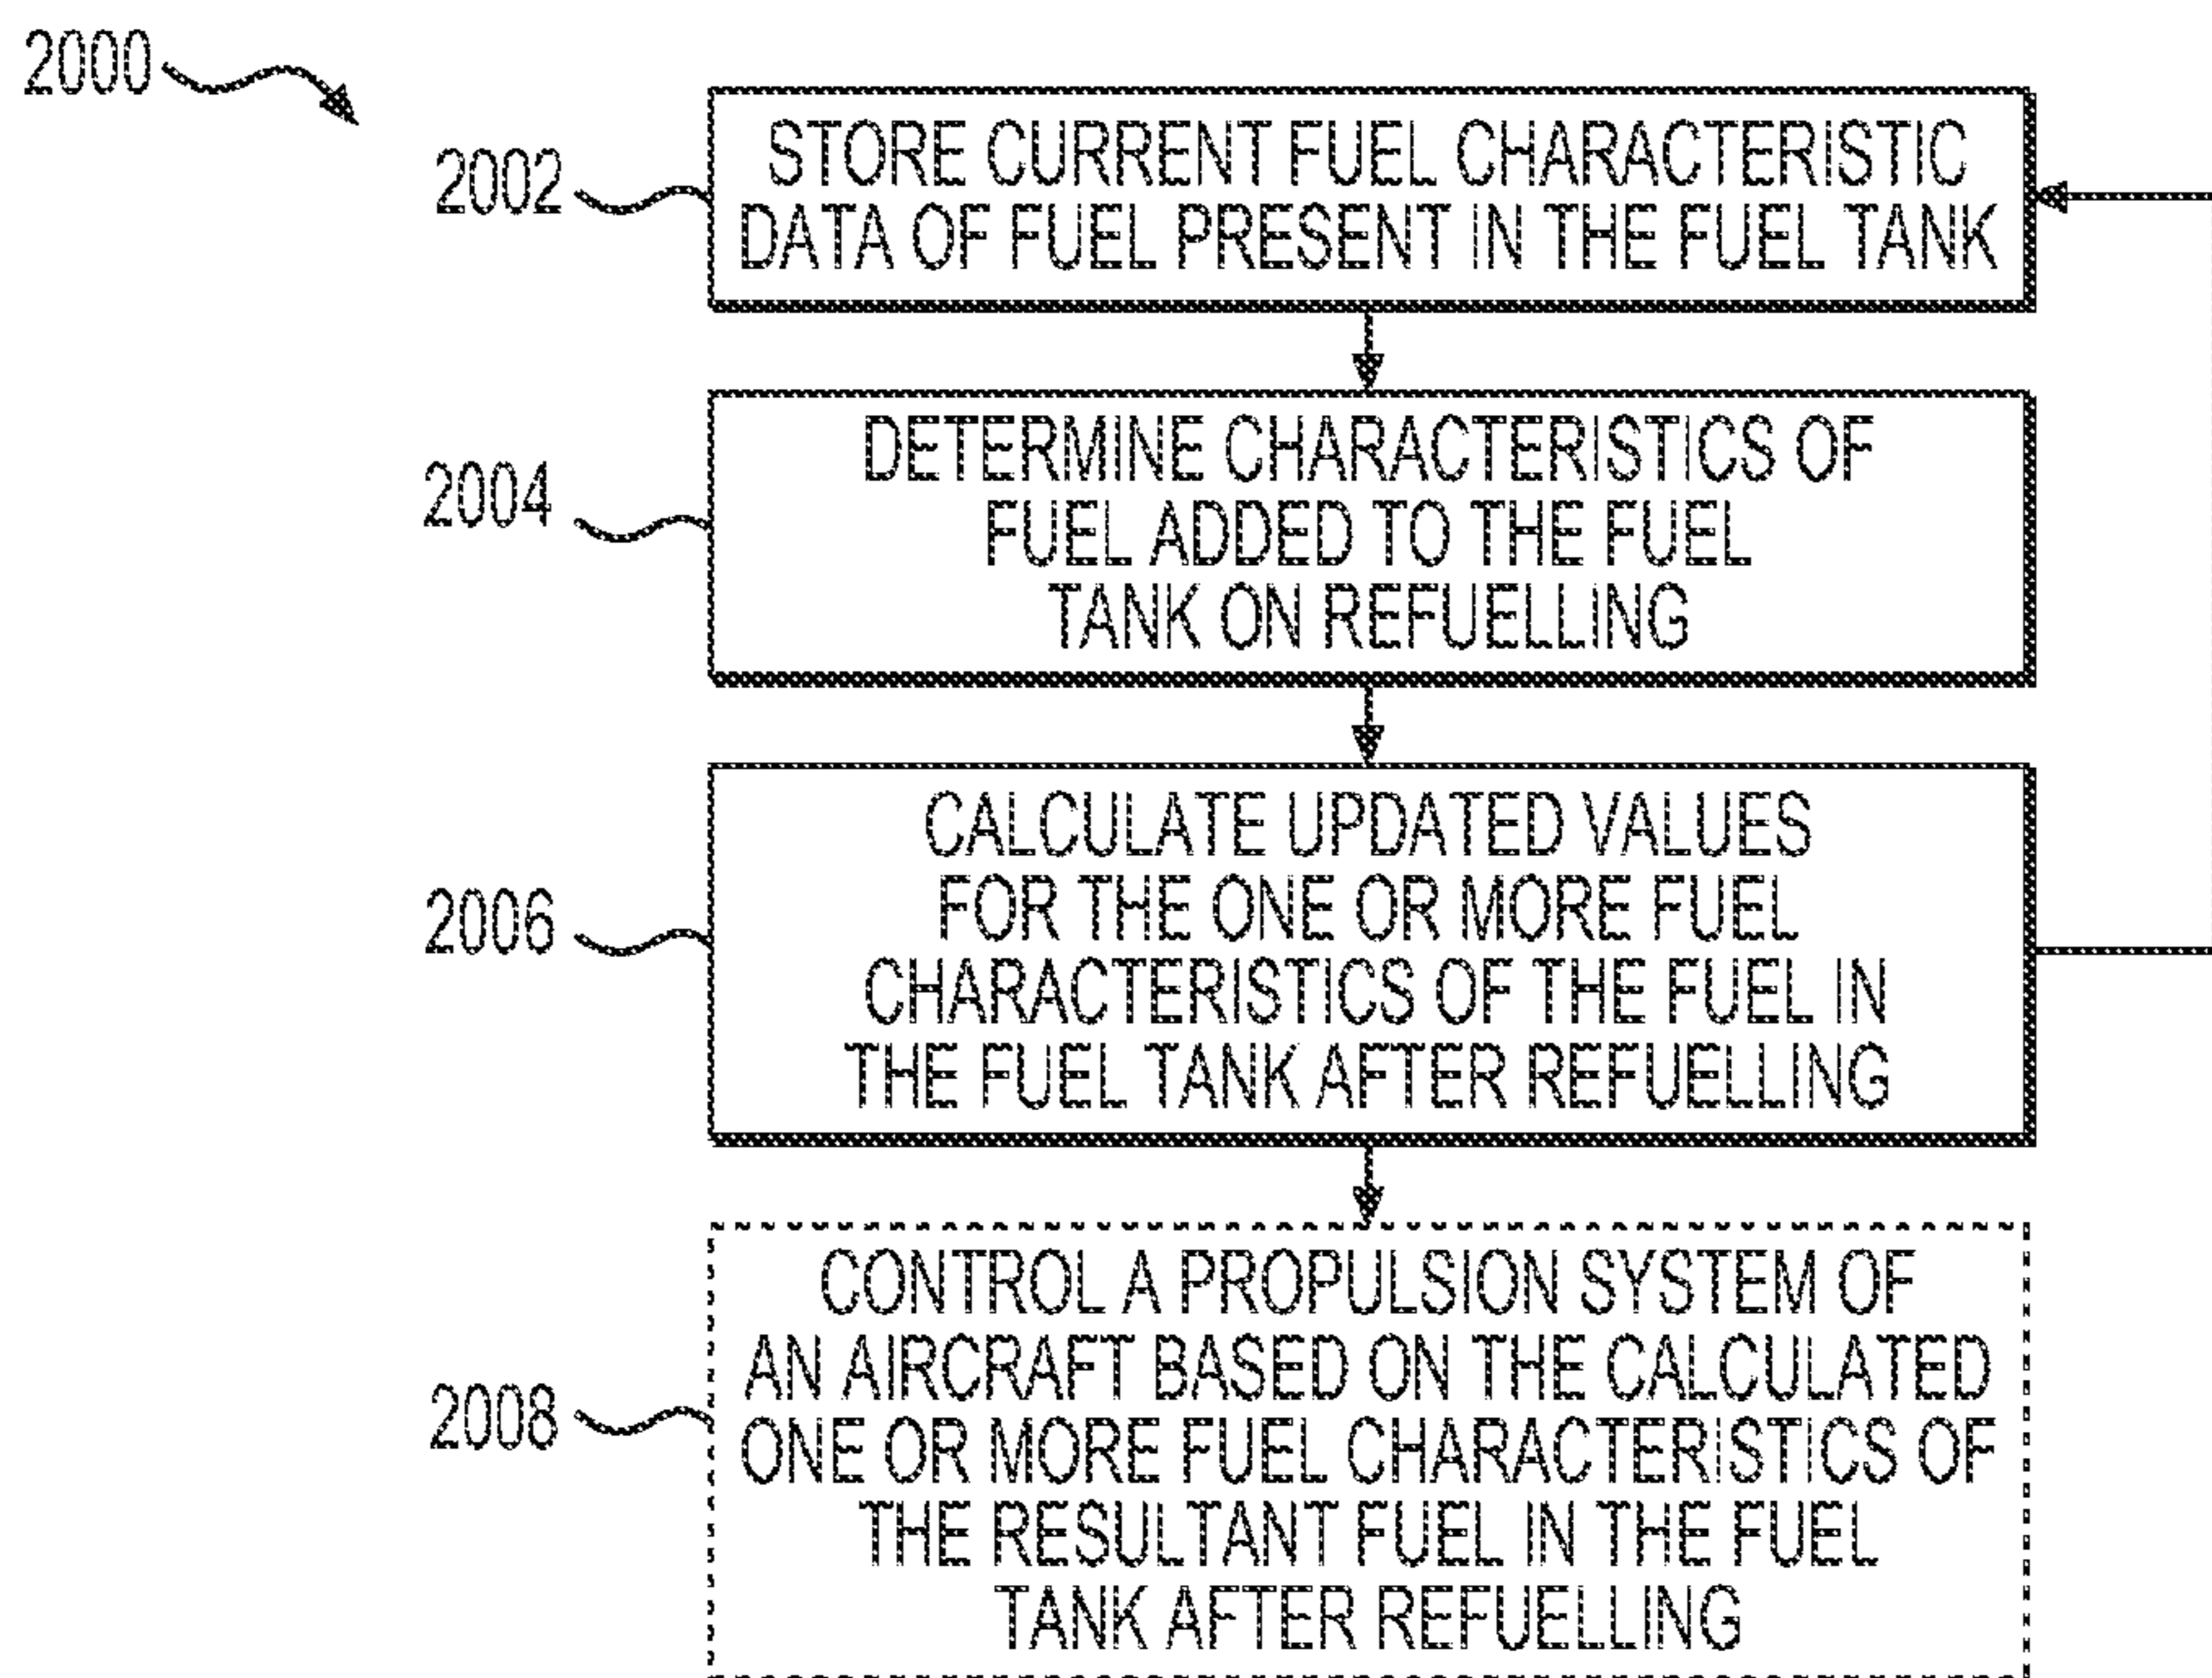 2000
2002
STORE CURRENT FUEL CHARACTERISTIC
DATA OF FUEL PRESENT IN THE FUEL TANK
2004
DETERMINE CHARACTERISTICS OF
FUEL ADDED TO THE FUEL
TANK ON REFUELLING
2006
CALCULATE UPDATED VALUES
FOR THE ONE OR MORE FUEL
CHARACTERISTICS OF THE FUEL IN
THE FUEL TANK AFTER REFUELLING
2008
CONTROL A PROPULSION SYSTEM OF
AN AIRCRAFT BASED ON THE CALCULATED
ONE OR MORE FUEL CHARACTERISTICS OF
THE RESULTANT FUEL IN THE FUEL
TANK AFTER REFUELLING